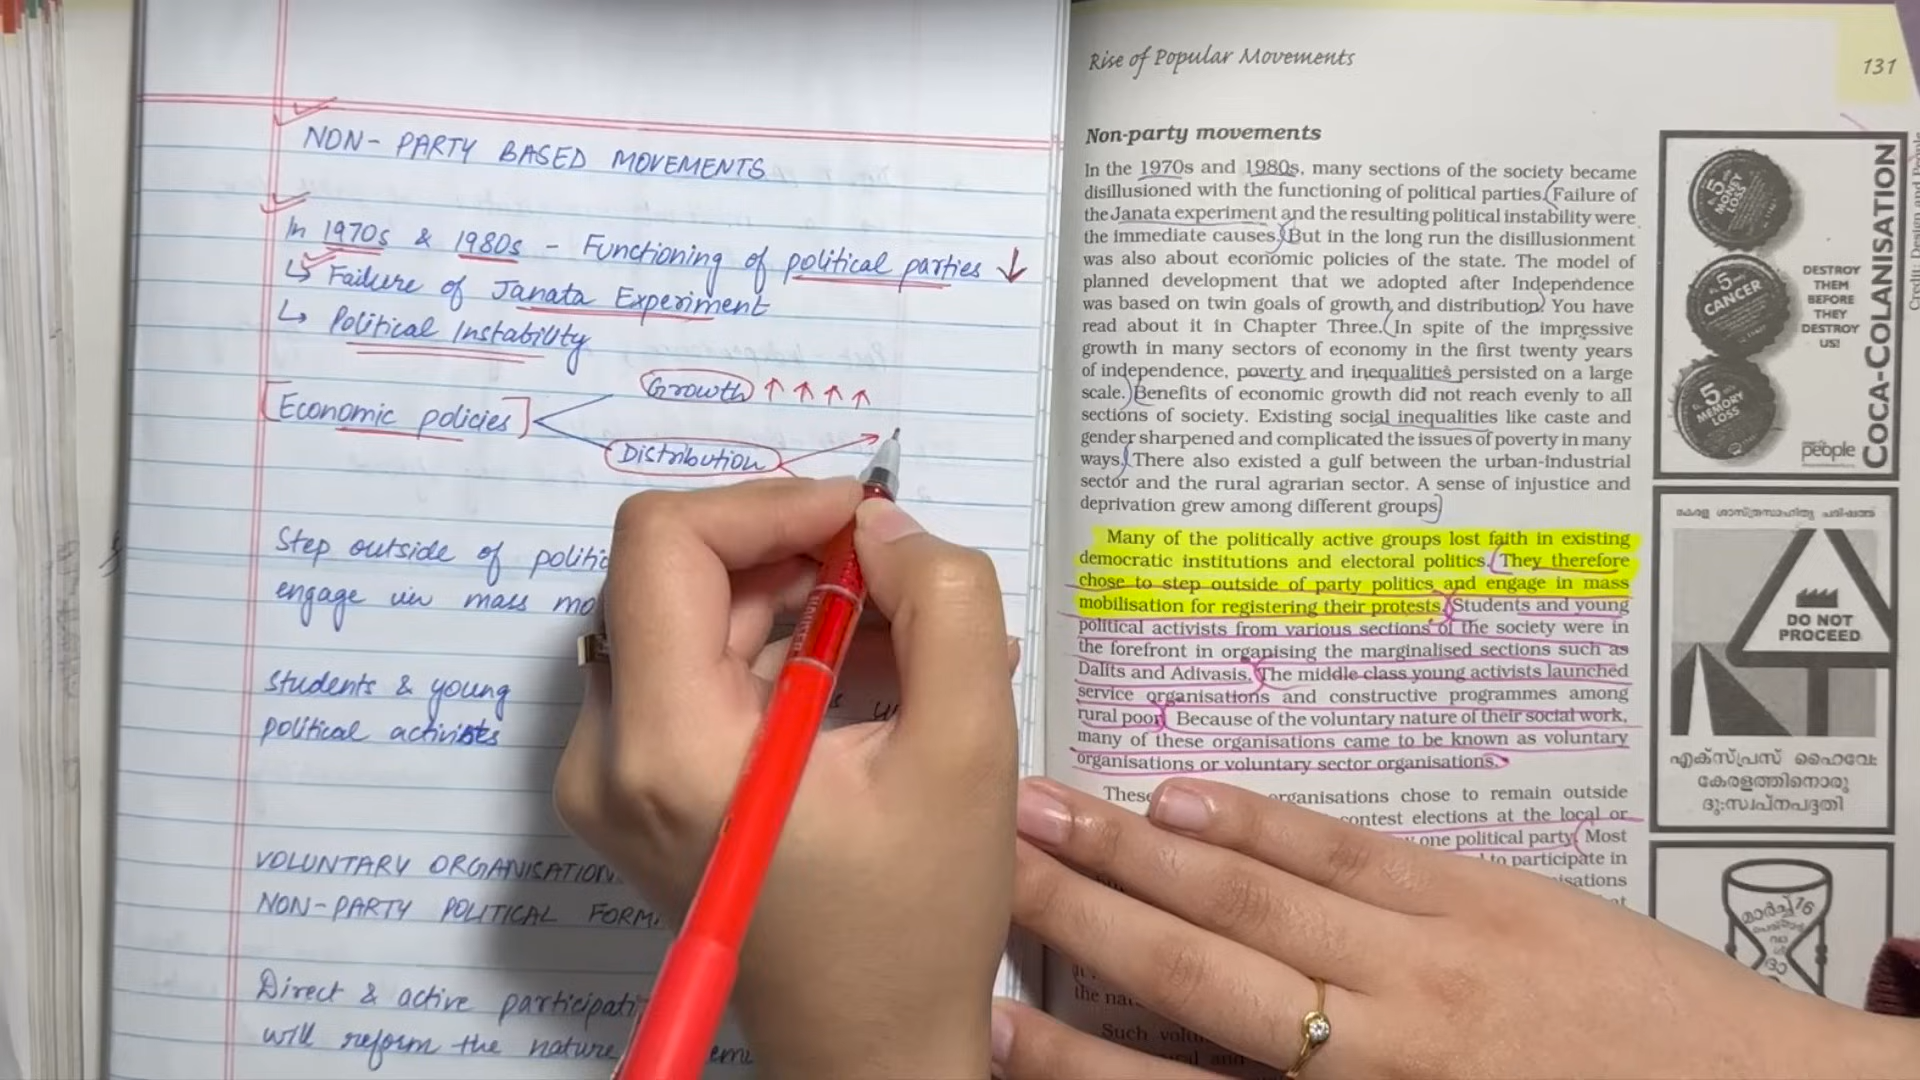 NON-PARTY BASED MOVEMENTS
In 1970s & 1980s - Functioning of political parties ↓
↳ Failure of Janata Experiment
↳ Political Instability
Growth ↑ ↑ ↑ ↑
[Economic policies]
Distribution
Step outside of
engage in mass
Students & young
political activists
VOLUNTARY ORGANISATION
NON-PARTY POLITICAL
Direct & active
will reform the nature
Rise of Popular Movements
131
Non-party movements
In the 1970s and 1980s, many sections of the society became
disillusioned with the functioning of political parties. Failure of
the Janata experiment and the resulting political instability were
the immediate causes. But in the long run the disillusionment
was also about economic policies of the state. The model of
planned development that we adopted after Independence
was based on twin goals of growth and distribution. You have
read about it in Chapter Three. In spite of the impressive
growth in many sectors of economy in the first twenty years
of independence, poverty and inequalities persisted on a large
scale. Benefits of economic growth did not reach evenly to all
sections of society. Existing social inequalities like caste and
gender sharpened and complicated the issues of poverty in many
ways. There also existed a gulf between the urban-industrial
sector and the rural agrarian sector. A sense of injustice and
deprivation grew among different groups
Many of the politically active groups lost faith in existing
democratic institutions and electoral politics. They therefore
chose to step outside of party politics and engage in mass
mobilisation for registering their protests. Students and young
political activists from various sections of the society were in
the forefront in organising the marginalised sections such as
Dalits and Adivasis. The middle class young activists launched
service organisations and constructive programmes among
rural poor. Because of the voluntary nature of their social work,
many of these organisations came to be known as voluntary
organisations or voluntary sector organisations.
organisations chose to remain outside
contest elections at the local or
one political party. Most
to participate in
the
Such
and
5 MONEY LOSS
5 CANCER
5 MEMORY LOSS
DESTROY
THEM
BEFORE
THEY
DESTROY
US!
people
COCA-COLANISATION
Credit: Design and
കേരള ശാസ്ത്രസാഹിത്യ പരിഷത്ത്
DO NOT
PROCEED
എക്സ്പ്രസ് ഹൈവേ:
കേരളത്തിനൊരു
ദു:സ്വപ്നപദ്ധതി
മാർച്ച് 16